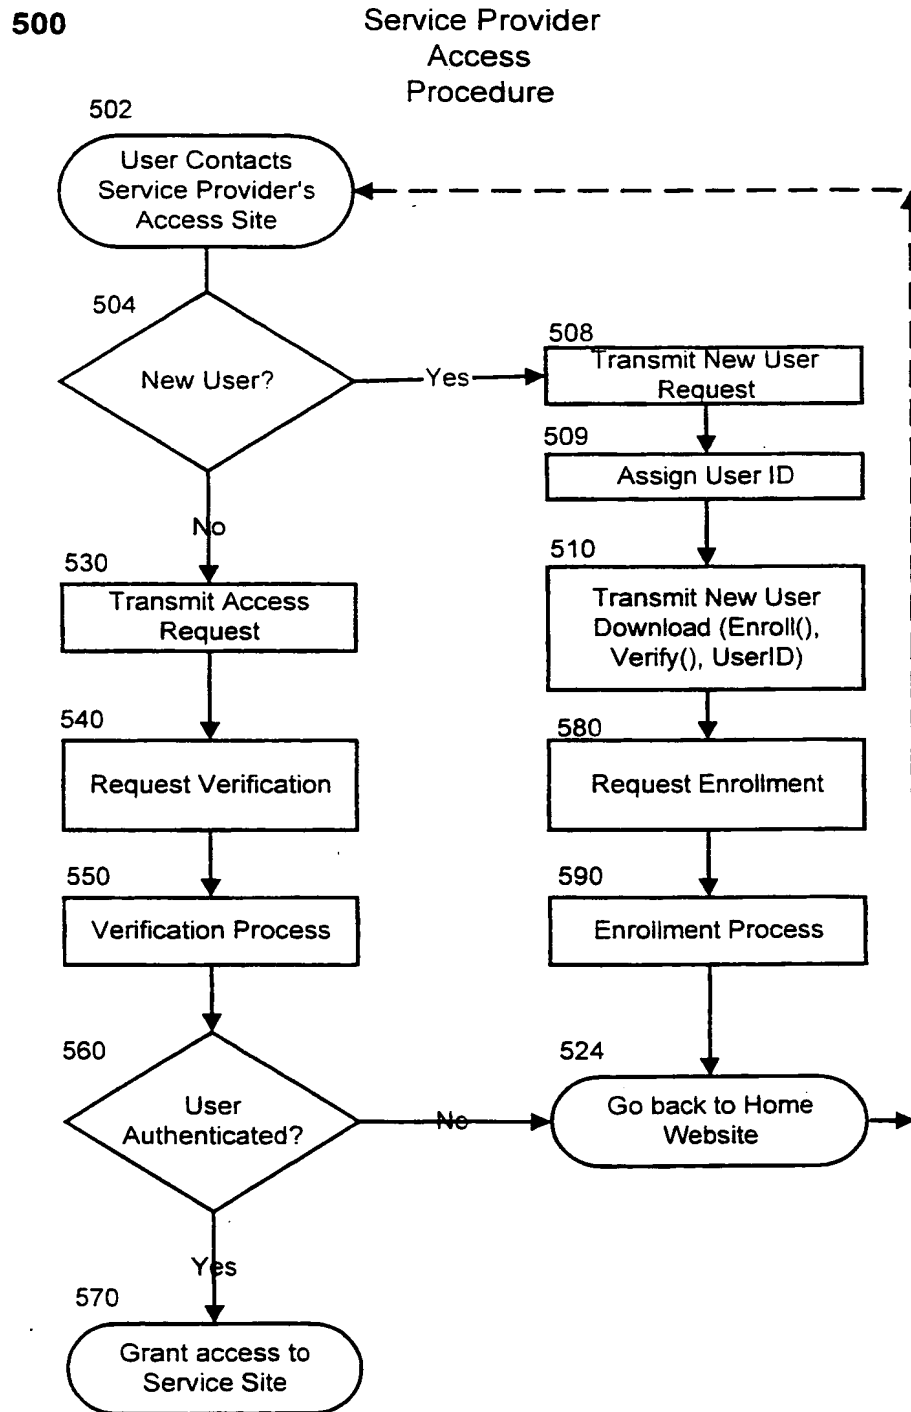 500
Service Provider
Access
Procedure
502
User Contacts
Service Provider's
Access Site
504
New User?
Yes
508
Transmit New User
Request
509
Assign User ID
No
530
Transmit Access
Request
510
Transmit New User
Download (Enroll(),
Verify(), UserID)
540
Request Verification
580
Request Enrollment
550
Verification Process
590
Enrollment Process
560
User
Authenticated?
No
524
Go back to Home
Website
Yes
570
Grant access to
Service Site